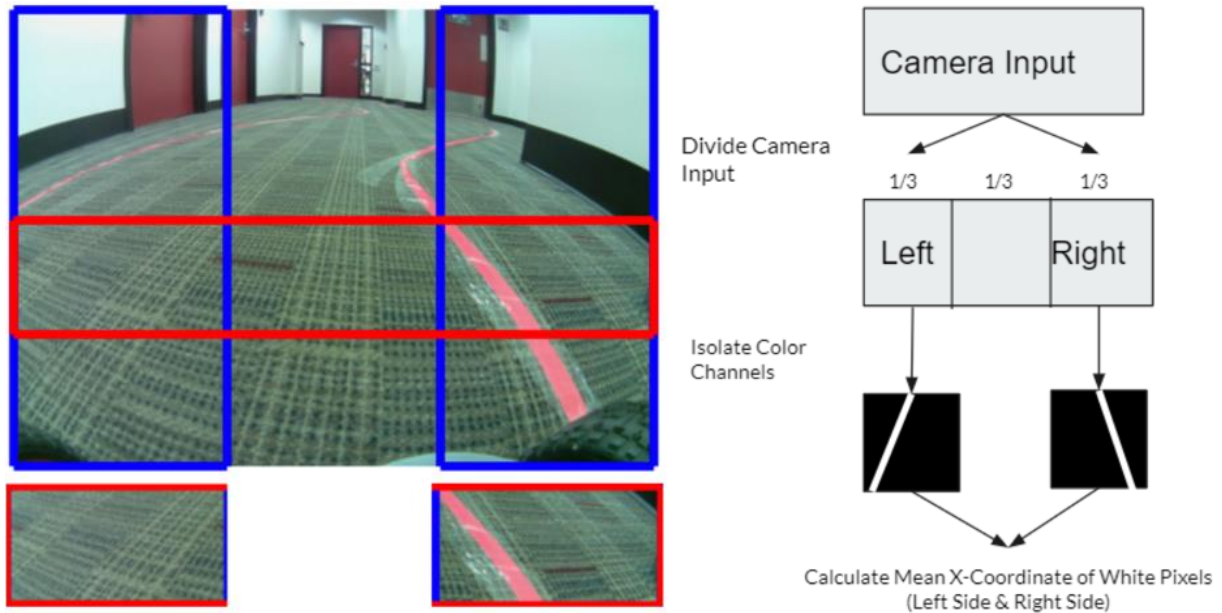 Camera Input
Divide Camera
Input
1/3 1/3 1/3
Left Right
Isolate Color
Channels
Calculate Mean X-Coordinate of White Pixels
(Left Side & Right Side)